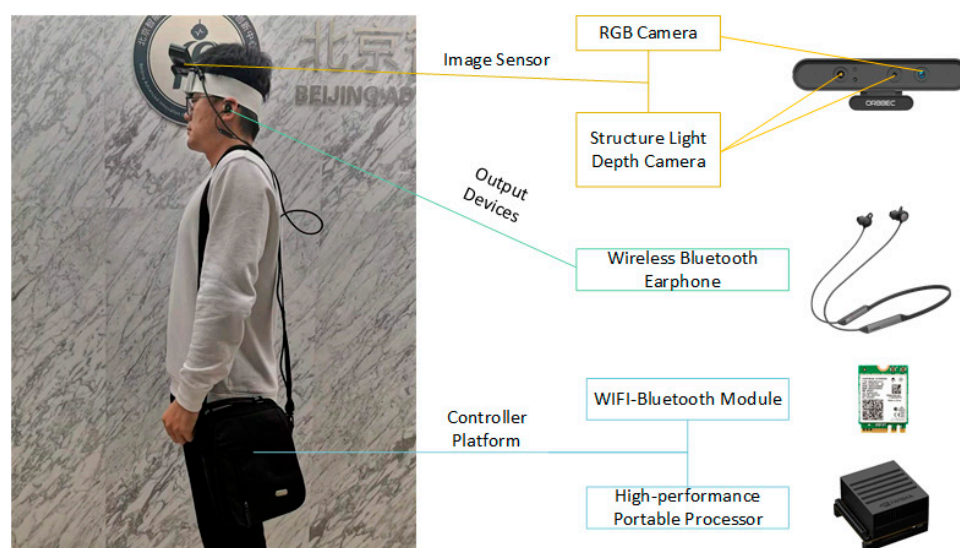 北京
BEIJING
Image Sensor
RGB Camera
ORBBEC
Structure Light
Depth Camera
Output
Devices
Wireless Bluetooth
Earphone
Controller
Platform
WIFI-Bluetooth Module
High-performance
Portable Processor